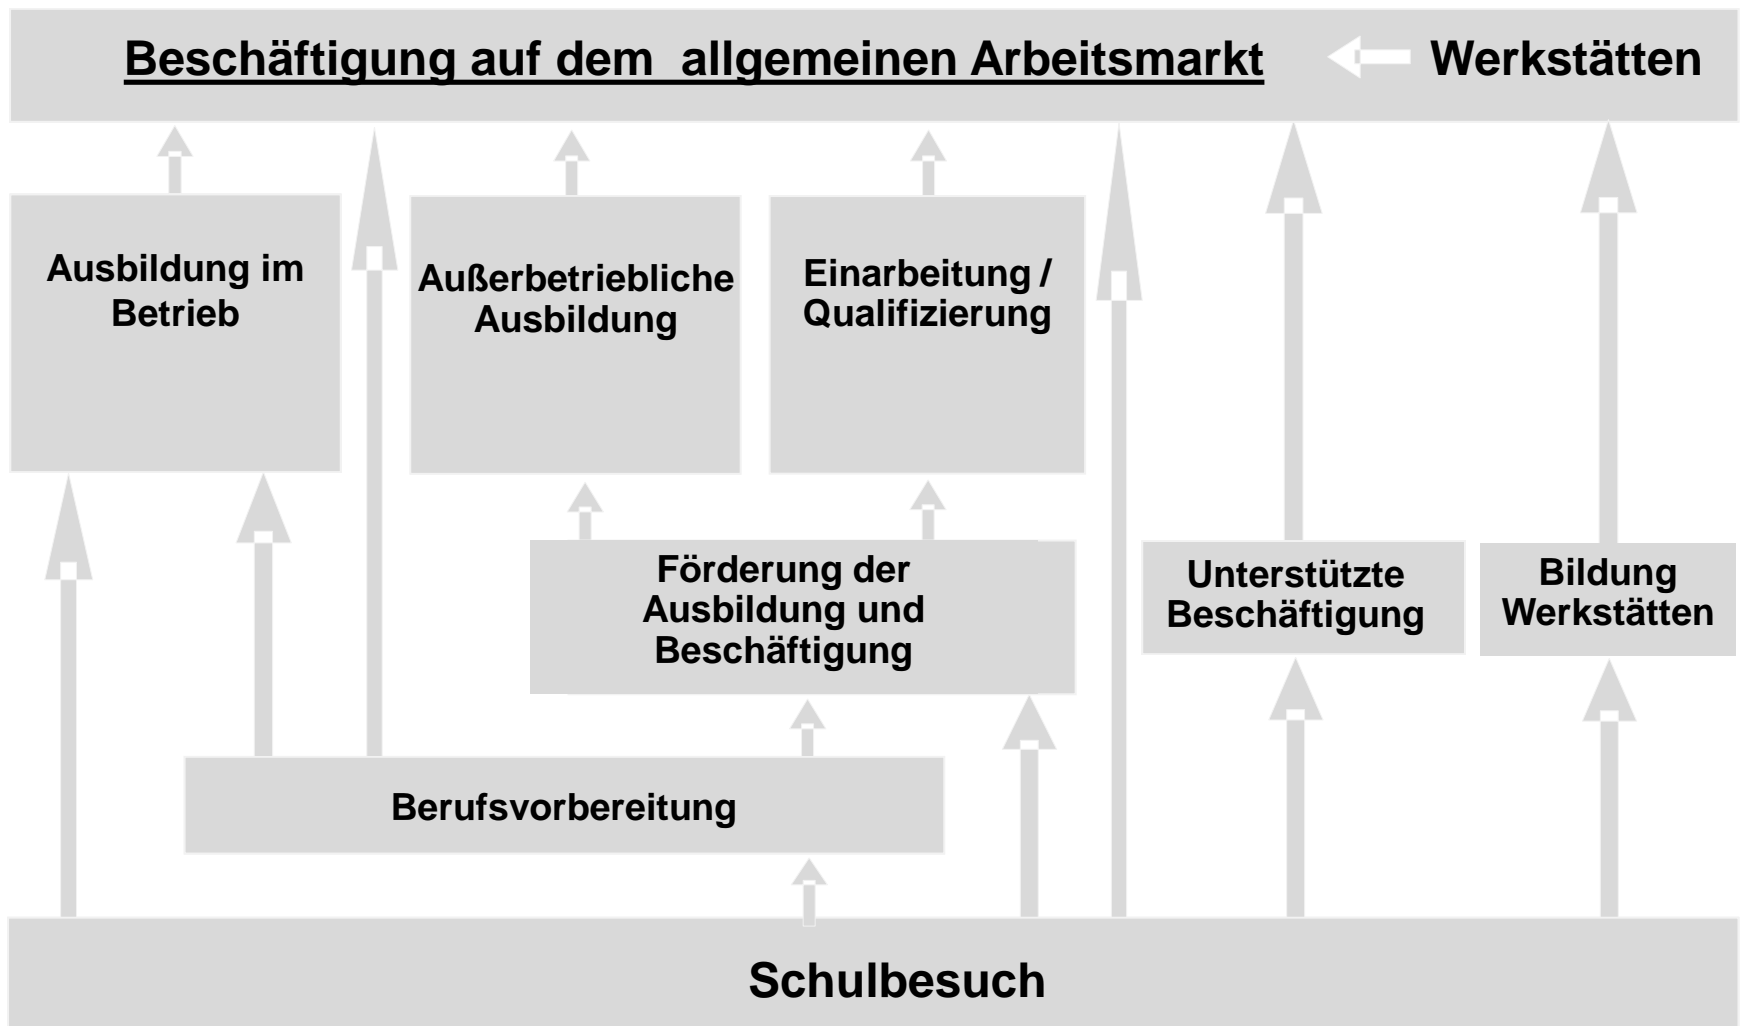 Beschäftigung auf dem allgemeinen Arbeitsmarkt Werkstätten
Ausbildung im
Betrieb
Außerbetriebliche
Ausbildung
Einarbeitung /
Qualifizierung
Förderung der
Ausbildung und
Beschäftigung
Unterstützte
Beschäftigung
Bildung
Werkstätten
Berufsvorbereitung
Schulbesuch